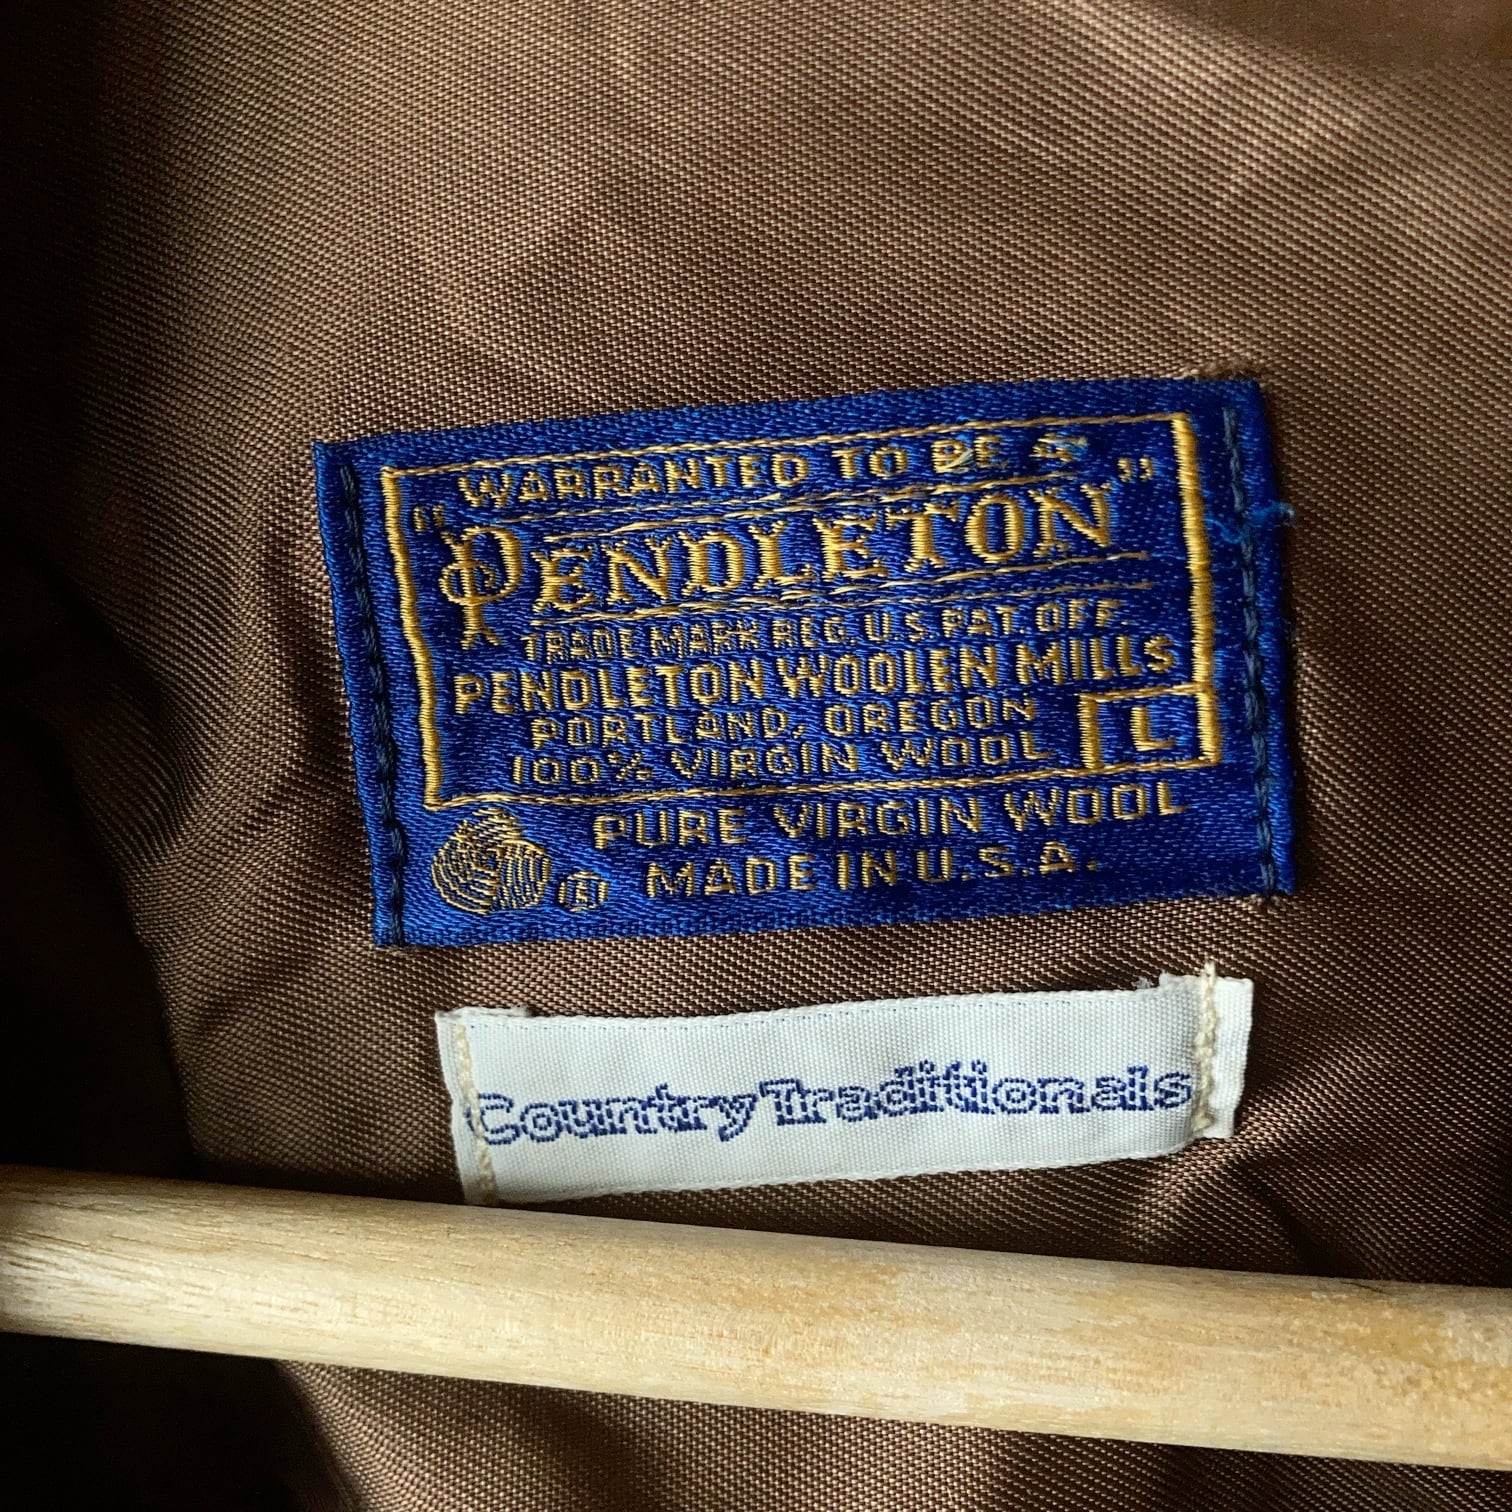 "WARRANTED TO BE A
PENDLETON"
TRADE MARK REG. U.S. PAT. OFF.
PENDLETON WOOLEN MILLS
PORTLAND, OREGON
100% VIRGIN WOOL
L
PURE VIRGIN WOOL
MADE IN U.S.A.
Country Traditionals